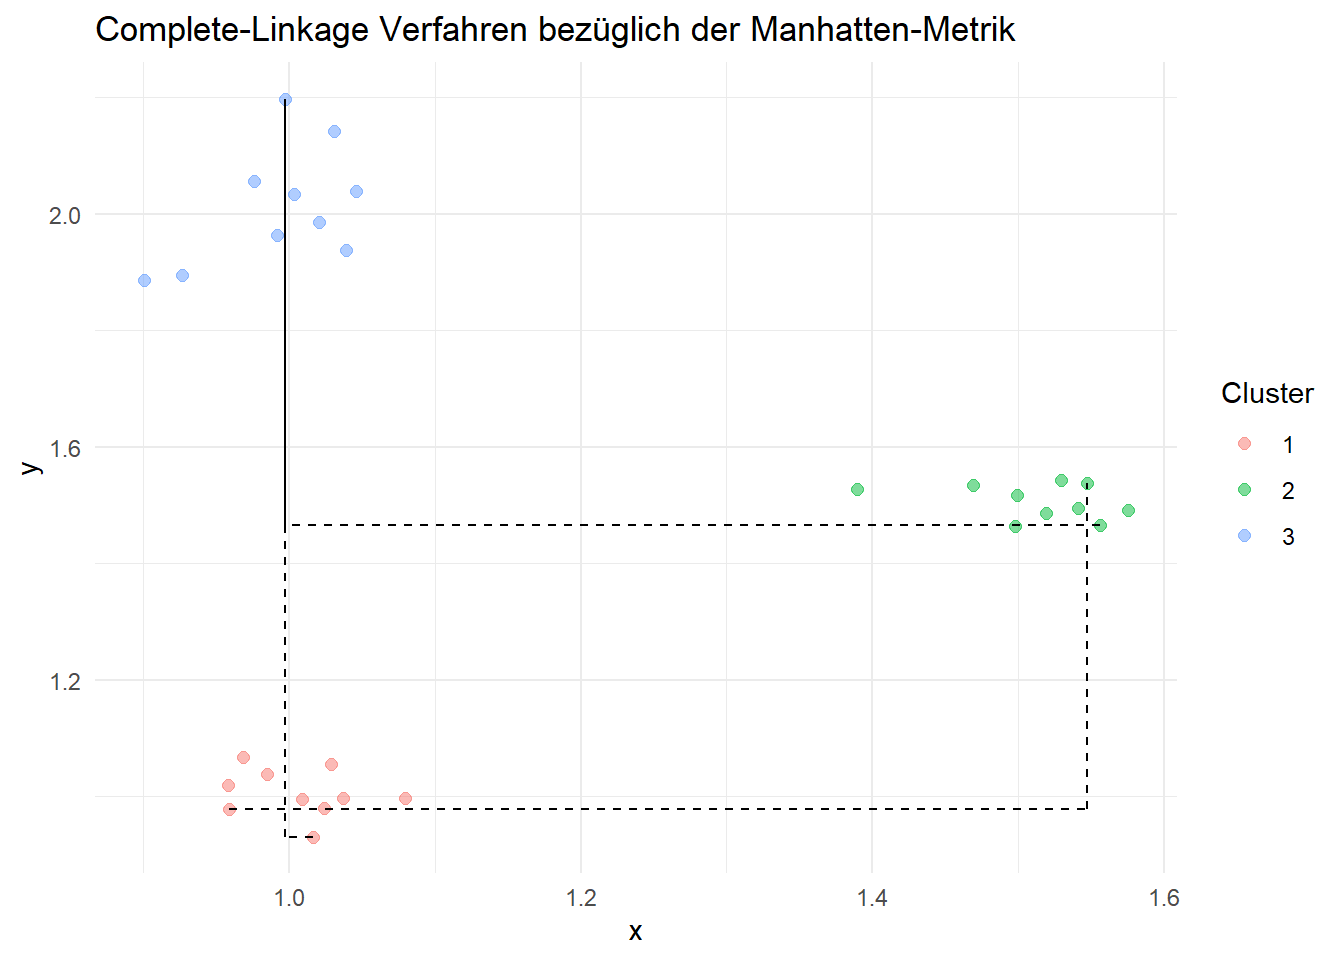 Complete-Linkage Verfahren bezüglich der Manhatten-Metrik
2.0
1.6
1.2
y
1.0 1.2 1.4 1.6
x
Cluster
1
2
3